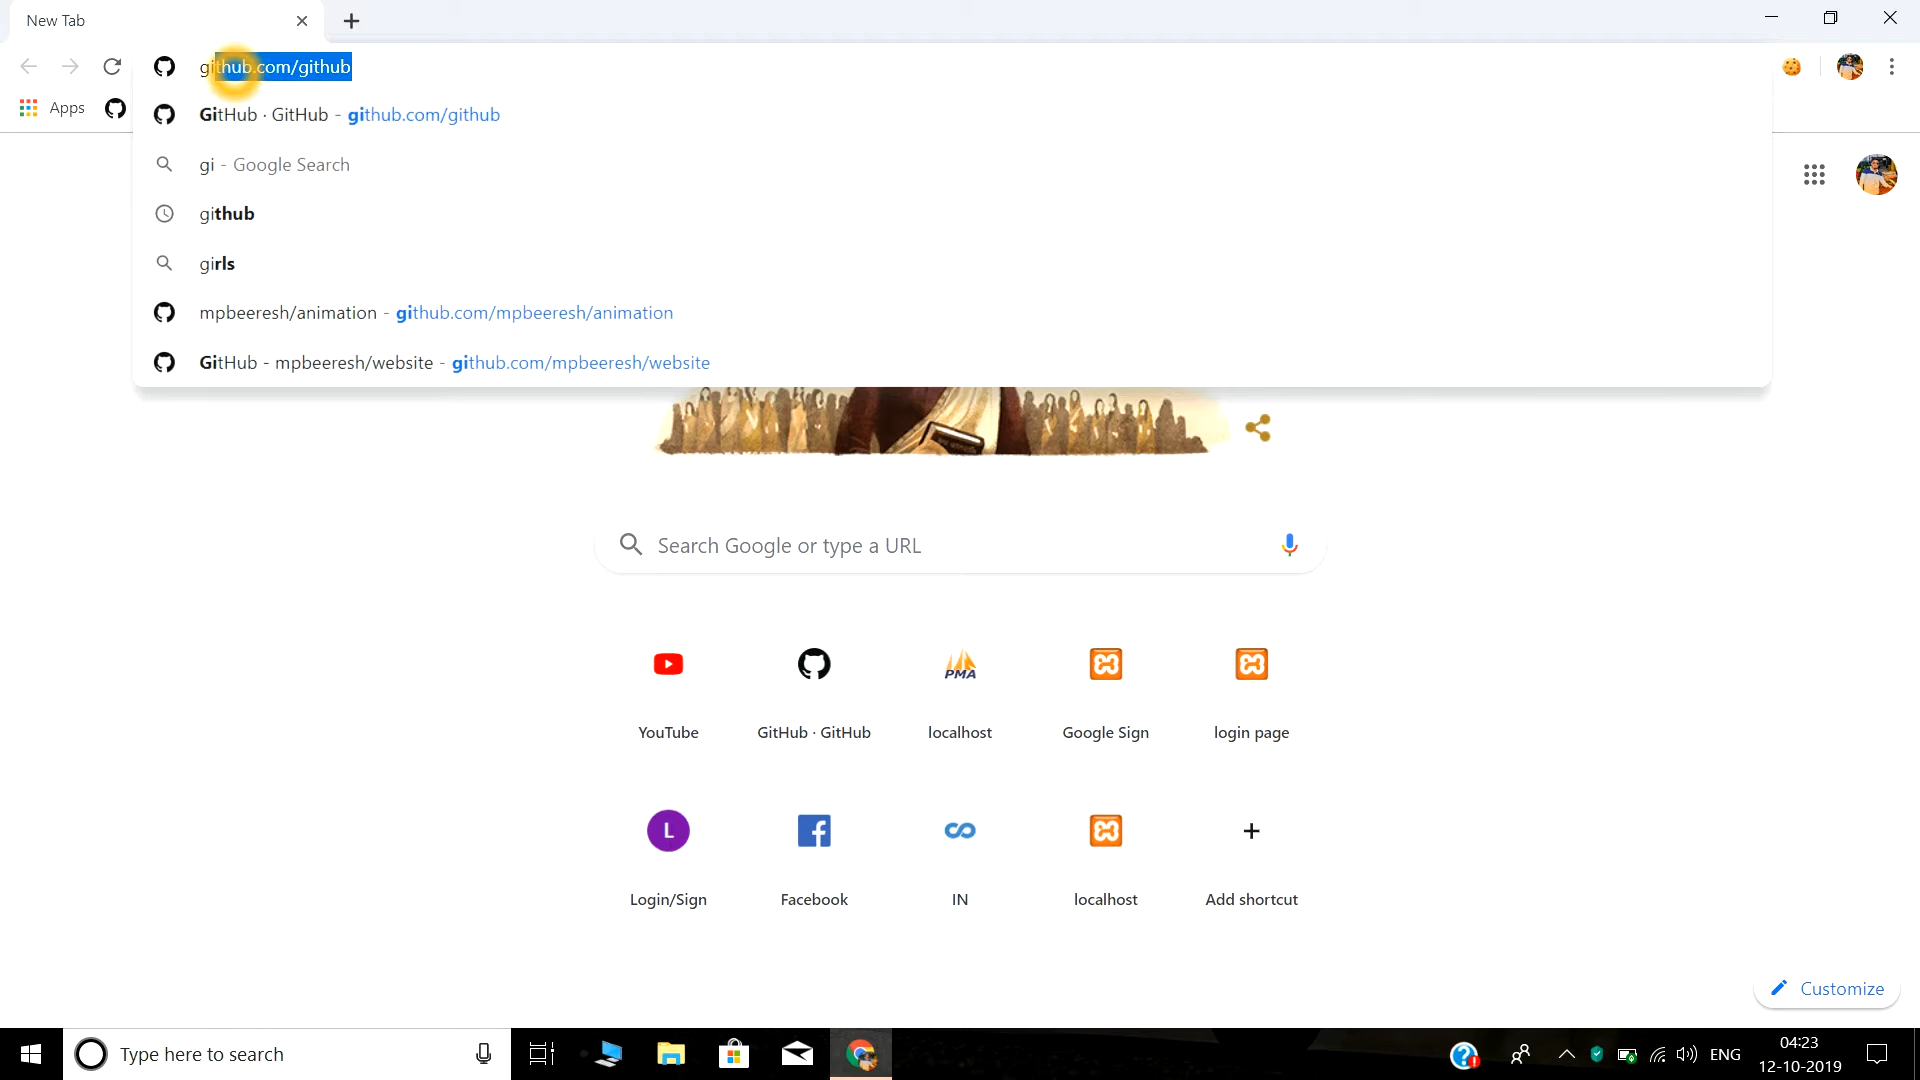 New Tab
github.com/github
Apps
GitHub · GitHub - github.com/github
gi - Google Search
github
girls
mpbeeresh/animation - github.com/mpbeeresh/animation
GitHub - mpbeeresh/website - github.com/mpbeeresh/website
Search Google or type a URL
PMA
YouTube
GitHub · GitHub
localhost
Google Sign
login page
L
Login/Sign
Facebook
IN
localhost
Add shortcut
Customize
Type here to search
ENG
04:23
12-10-2019